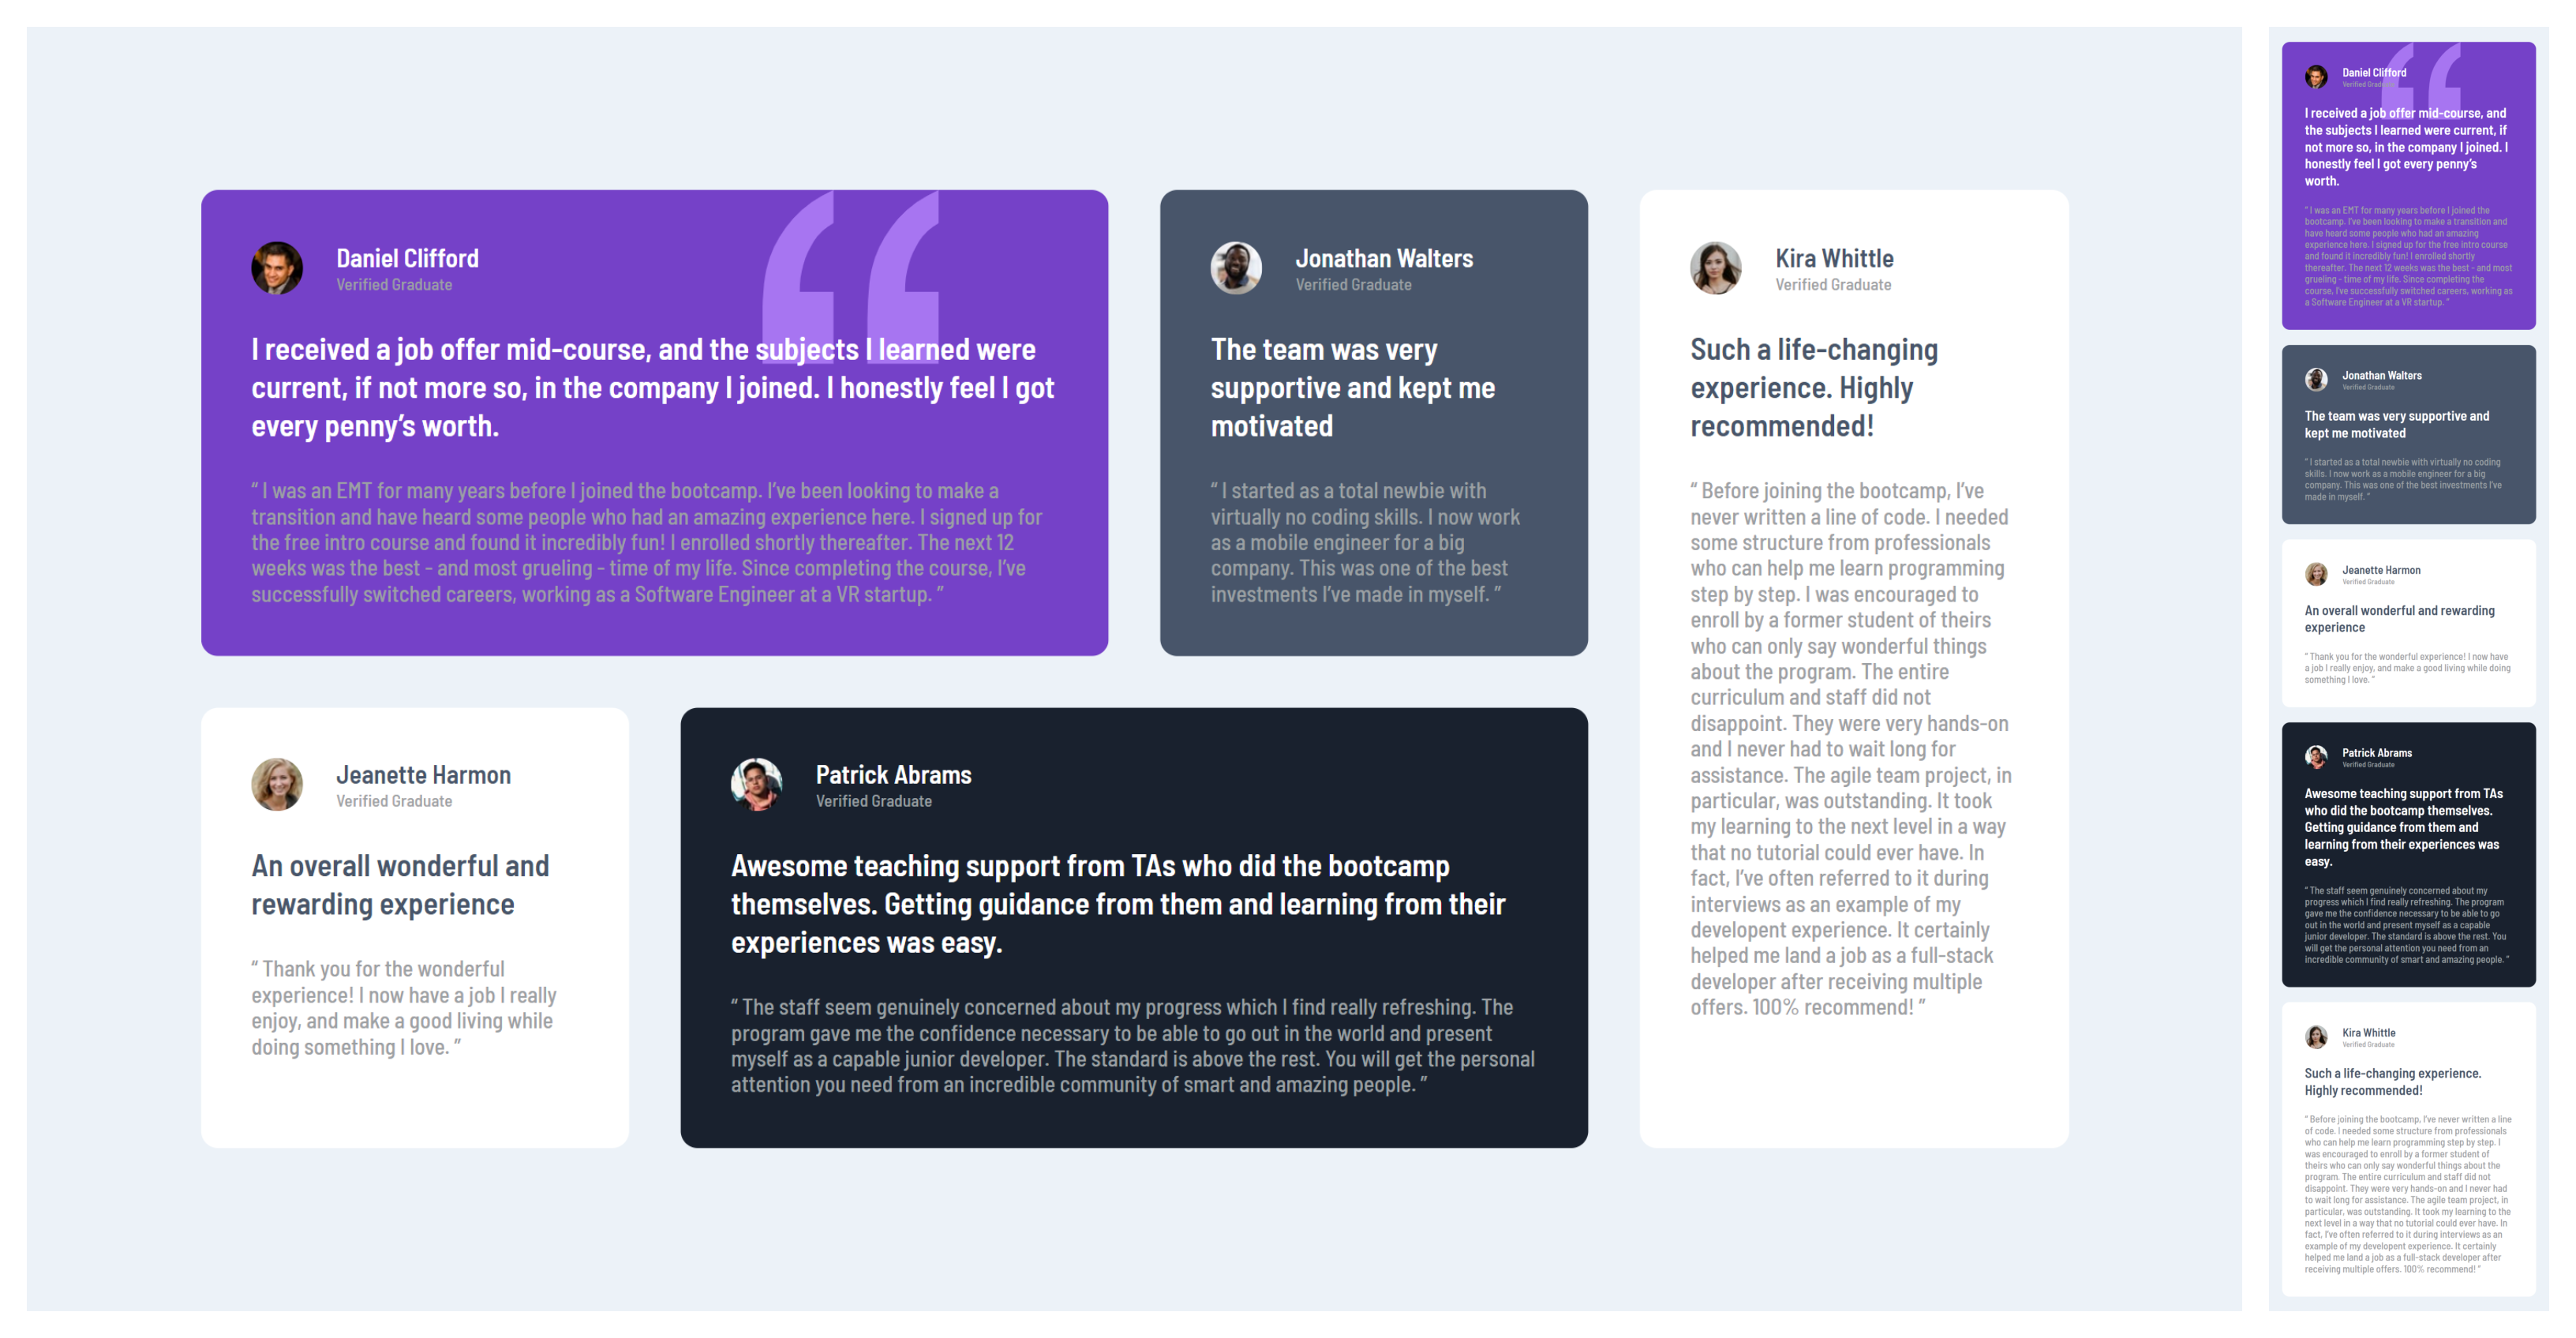 Daniel Clifford
Verified Graduate
I received a job offer mid-course, and the subjects I learned were
current, if not more so, in the company I joined. I honestly feel I got
every penny’s worth.
“ I was an EMT for many years before I joined the bootcamp. I’ve been looking to make a
transition and have heard some people who had an amazing experience here. I signed up for
the free intro course and found it incredibly fun! I enrolled shortly thereafter. The next 12
weeks was the best - and most grueling - time of my life. Since completing the course, I’ve
successfully switched careers, working as a Software Engineer at a VR startup. ”
Jonathan Walters
Verified Graduate
The team was very
supportive and kept me
motivated
“ I started as a total newbie with
virtually no coding skills. I now work
as a mobile engineer for a big
company. This was one of the best
investments I’ve made in myself. ”
Kira Whittle
Verified Graduate
Such a life-changing
experience. Highly
recommended!
“ Before joining the bootcamp, I’ve
never written a line of code. I needed
some structure from professionals
who can help me learn programming
step by step. I was encouraged to
enroll by a former student of theirs
who can only say wonderful things
about the program. The entire
curriculum and staff did not
disappoint. They were very hands-on
and I never had to wait long for
assistance. The agile team project, in
particular, was outstanding. It took
my learning to the next level in a way
that no tutorial could ever have. In
fact, I’ve often referred to it during
interviews as an example of my
developent experience. It certainly
helped me land a job as a full-stack
developer after receiving multiple
offers. 100% recommend! ”
Jeanette Harmon
Verified Graduate
An overall wonderful and
rewarding experience
“ Thank you for the wonderful
experience! I now have a job I really
enjoy, and make a good living while
doing something I love. ”
Patrick Abrams
Verified Graduate
Awesome teaching support from TAs who did the bootcamp
themselves. Getting guidance from them and learning from their
experiences was easy.
“ The staff seem genuinely concerned about my progress which I find really refreshing. The
program gave me the confidence necessary to be able to go out in the world and present
myself as a capable junior developer. The standard is above the rest. You will get the personal
attention you need from an incredible community of smart and amazing people. ”
Daniel Clifford
Verified Graduate
I received a job offer mid-course, and
the subjects I learned were current, if
not more so, in the company I joined. I
honestly feel I got every penny’s
worth.
“ I was an EMT for many years before I joined the
bootcamp. I’ve been looking to make a transition and
have heard some people who had an amazing
experience here. I signed up for the free intro course
and found it incredibly fun! I enrolled shortly
thereafter. The next 12 weeks was the best - and most
grueling - time of my life. Since completing the
course, I’ve successfully switched careers, working as
a Software Engineer at a VR startup. ”
Jonathan Walters
Verified Graduate
The team was very supportive and
kept me motivated
“ I started as a total newbie with virtually no coding
skills. I now work as a mobile engineer for a big
company. This was one of the best investments I’ve
made in myself. ”
Jeanette Harmon
Verified Graduate
An overall wonderful and rewarding
experience
“ Thank you for the wonderful experience! I now have
a job I really enjoy, and make a good living while doing
something I love. ”
Patrick Abrams
Verified Graduate
Awesome teaching support from TAs
who did the bootcamp themselves.
Getting guidance from them and
learning from their experiences was
easy.
“ The staff seem genuinely concerned about my
progress which I find really refreshing. The program
gave me the confidence necessary to be able to go
out in the world and present myself as a capable
junior developer. The standard is above the rest. You
will get the personal attention you need from an
incredible community of smart and amazing people. ”
Kira Whittle
Verified Graduate
Such a life-changing experience.
Highly recommended!
“ Before joining the bootcamp, I’ve never written a line
of code. I needed some structure from professionals
who can help me learn programming step by step. I
was encouraged to enroll by a former student of
theirs who can only say wonderful things about the
program. The entire curriculum and staff did not
disappoint. They were very hands-on and I never had
to wait long for assistance. The agile team project, in
particular, was outstanding. It took my learning to the
next level in a way that no tutorial could ever have. In
fact, I’ve often referred to it during interviews as an
example of my developent experience. It certainly
helped me land a job as a full-stack developer after
receiving multiple offers. 100% recommend! ”